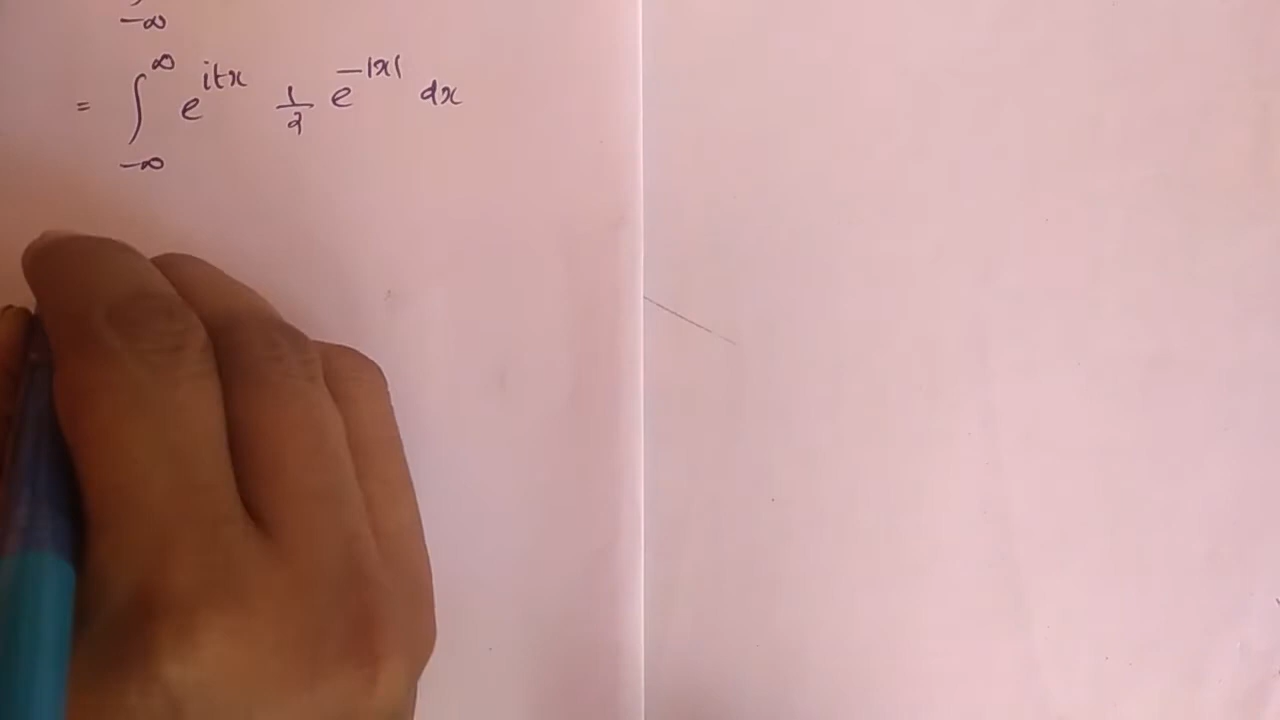 -∞
= ∫_{-∞}^{∞} e^{itx} 1/2 e^{-|x|} dx